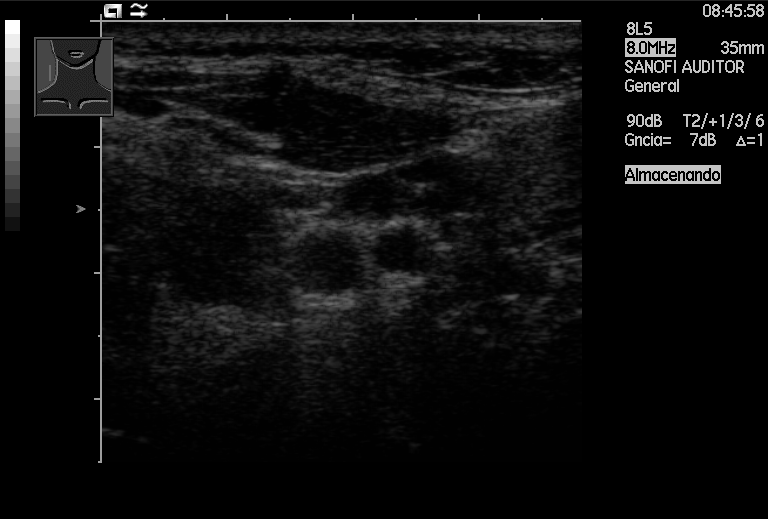 08:45:58
8L5
8.0MHz 35mm
SANOFI AUDITOR
General
90dB T2/+1/3/ 6
Gncia= 7dB Δ=1
Almacenando